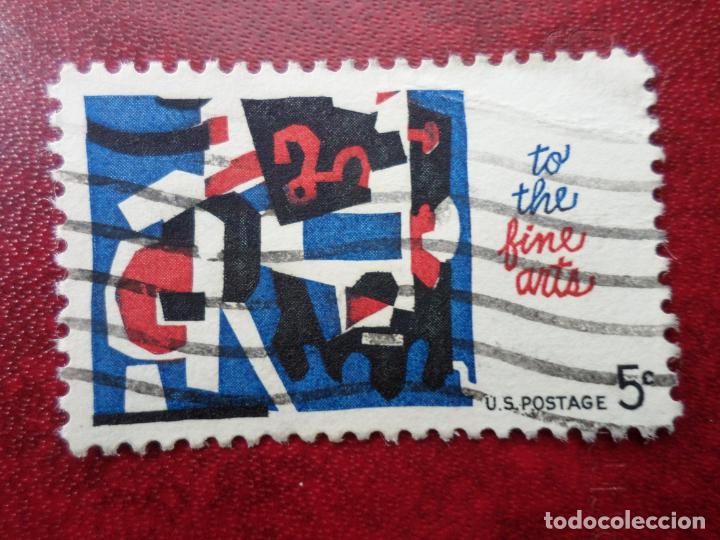 to
the
fine
arts
U.S. POSTAGE 5c
todocoleccion